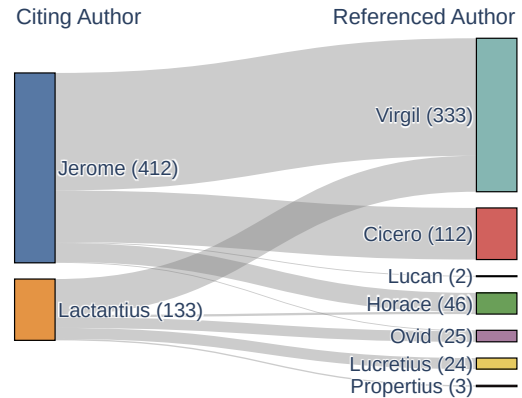 Citing Author
Referenced Author
Virgil (333)
Jerome (412)
Cicero (112)
Lucan (2)
Horace (46)
Lactantius (133)
Ovid (25)
Lucretius (24)
Propertius (3)